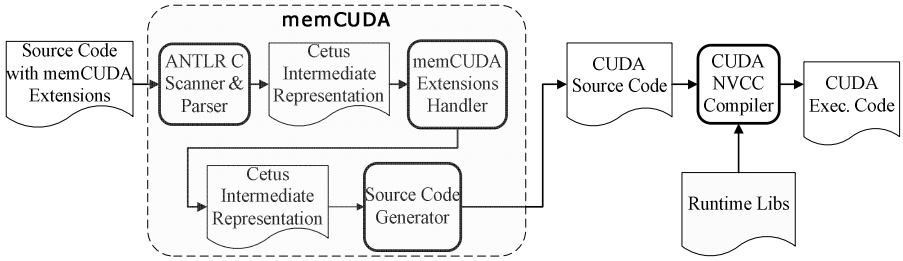 memCUDA
Source Code
with memCUDA
Extensions
ANTLR C
Scanner &
Parser
Cetus
Intermediate
Representation
memCUDA
Extensions
Handler
Cetus
Intermediate
Representation
Source Code
Generator
CUDA
Source Code
CUDA
NVCC
Compiler
CUDA
Exec. Code
Runtime Libs